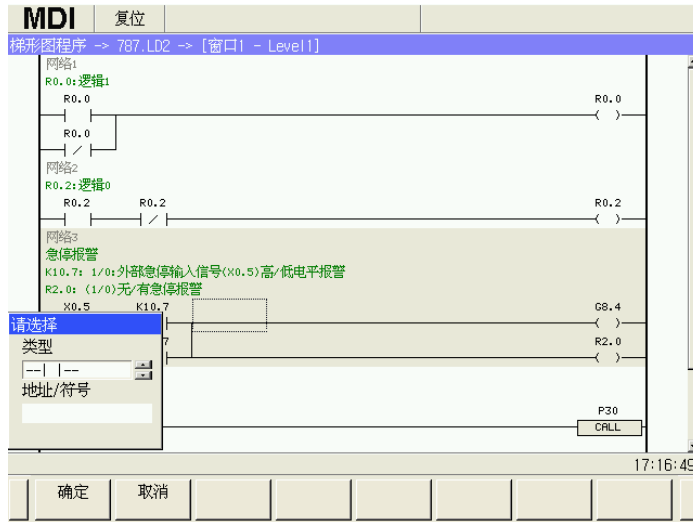 MDI 复位
梯形图程序 -> 787.LD2 -> [窗口1 - Level1]
网络1
R0.0:逻辑1
R0.0 R0.0
R0.0
网络2
R0.2:逻辑0
R0.2 R0.2 R0.2
网络3
急停报警
K10.7: 1/0:外部急停输入信号(X0.5)高/低电平报警
R2.0: (1/0)无/有急停报警
X0.5 K10.7 G8.4
请选择
类型 7 R2.0
--| |--
地址/符号
P30
CALL
17:16:49
确定 取消